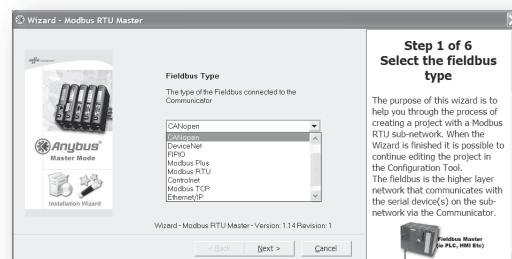 Wizard - Modbus RTU Master
Anybus®
Master Mode
Installation Wizard
Fieldbus Type
The type of the Fieldbus connected to the
Communicator
CANopen
CANopen
DeviceNet
FIPIO
Modbus Plus
Modbus RTU
Controlnet
Modbus TCP
Ethernet/IP
Wizard - Modbus RTU Master - Version: 1.14 Revision: 1
< Back
Next >
Cancel
Step 1 of 6
Select the fieldbus
type
The purpose of this wizard is to
help you through the process of
creating a project with a Modbus
RTU sub-network. When the
Wizard is finished it is possible to
continue editing the project in
the Configuration Tool.
The fieldbus is the higher layer
network that communicates with
the serial device(s) on the sub-
network via the Communicator.
Fieldbus Master
(ie PLC, HMI Etc)